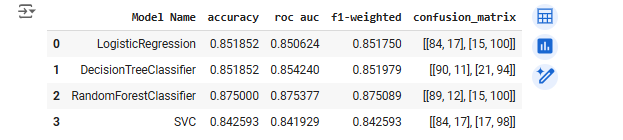 Model Name accuracy roc auc f1-weighted confusion_matrix
0 LogisticRegression 0.851852 0.850624 0.851750 [[84, 17], [15, 100]]
1 DecisionTreeClassifier 0.851852 0.854240 0.851979 [[90, 11], [21, 94]]
2 RandomForestClassifier 0.875000 0.875377 0.875089 [[89, 12], [15, 100]]
3 SVC 0.842593 0.841929 0.842593 [[84, 17], [17, 98]]